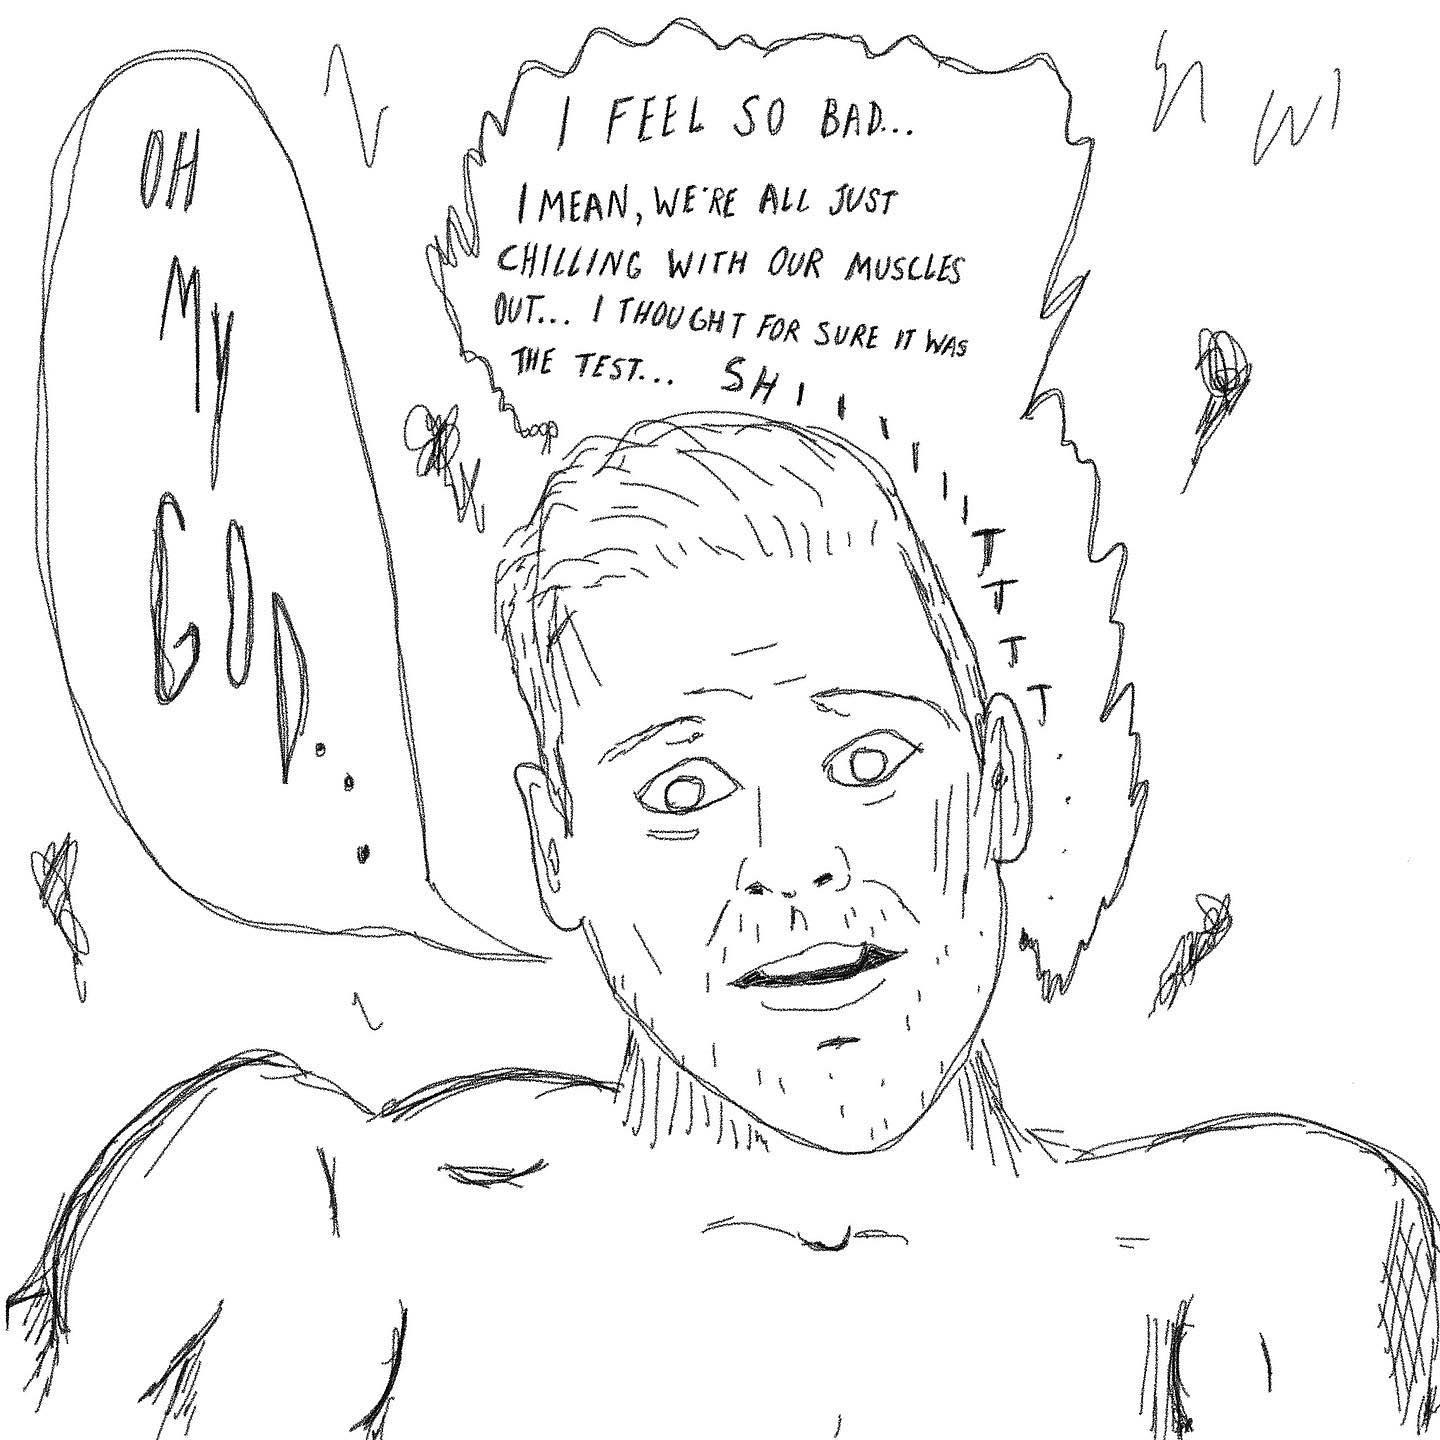 OH
MY
GOD...
I FEEL SO BAD...
I MEAN, WE'RE ALL JUST
CHILLING WITH OUR MUSCLES
OUT... I THOUGHT FOR SURE IT WAS
THE TEST... SHIIIIIIITTTT....